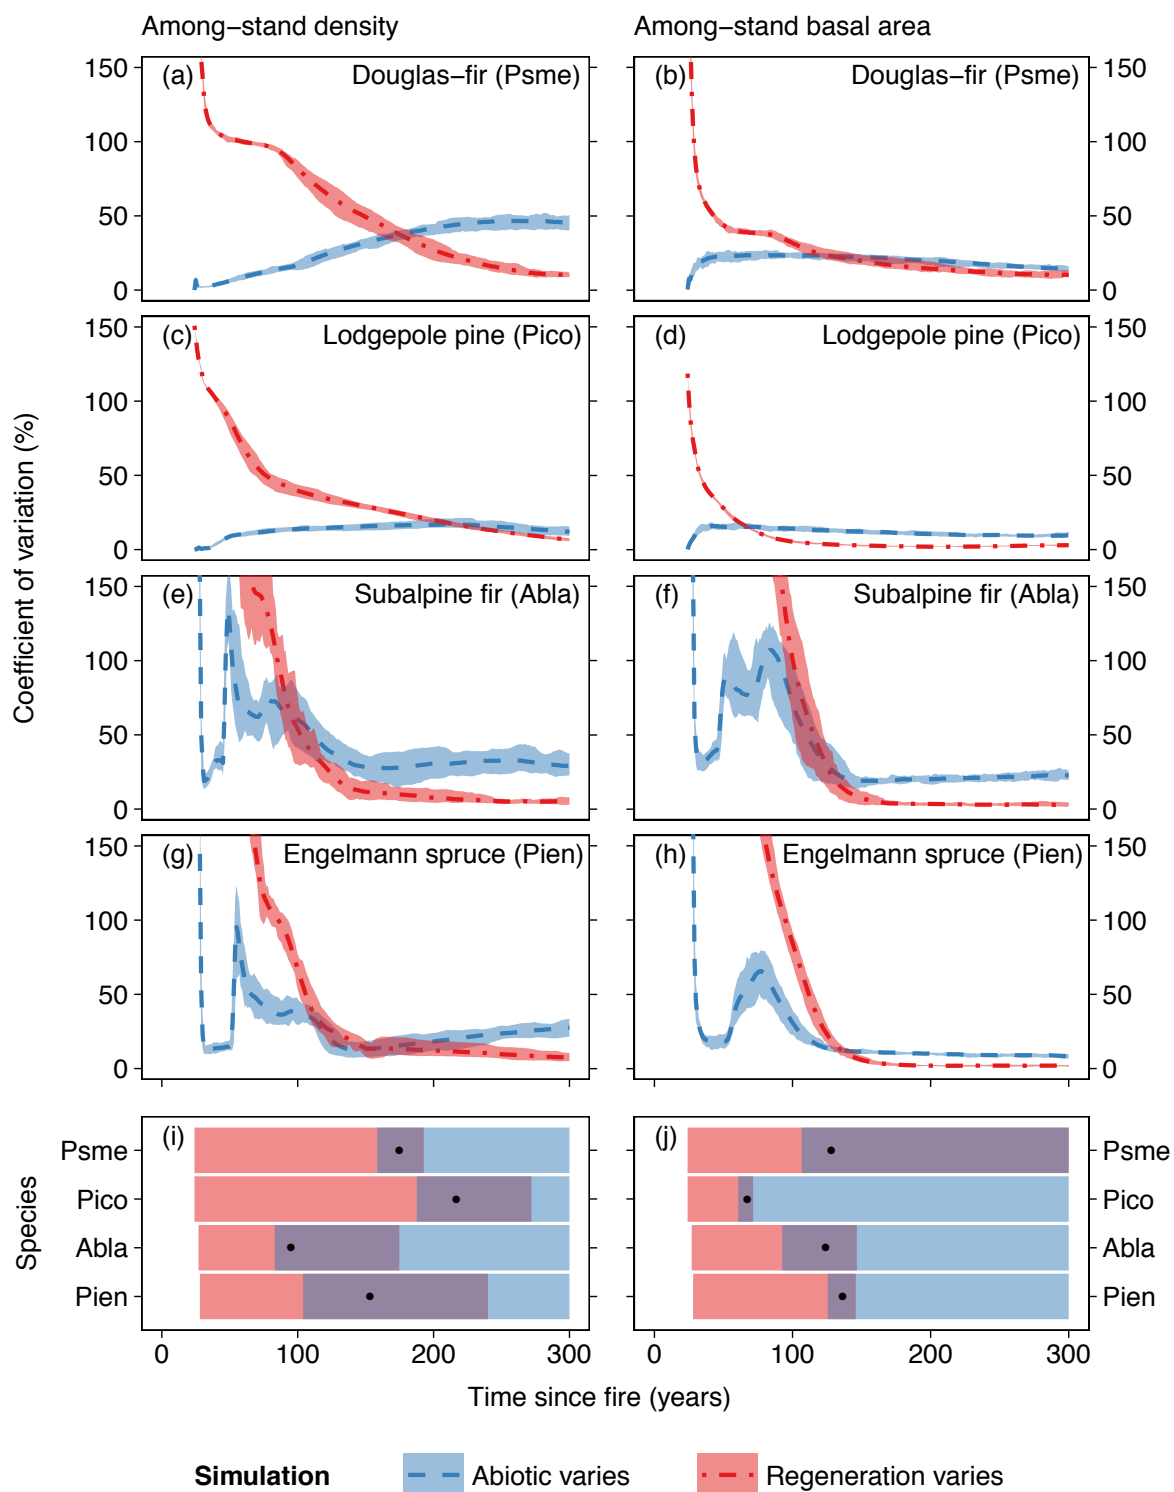 Among−stand density
Among−stand basal area
(a) Douglas−fir (Psme)
(b) Douglas−fir (Psme)
150
100
50
0
150
100
50
0
(c) Lodgepole pine (Pico)
(d) Lodgepole pine (Pico)
150
100
50
0
150
100
50
0
Coefficient of variation (%)
(e) Subalpine fir (Abla)
(f) Subalpine fir (Abla)
150
100
50
0
150
100
50
0
(g) Engelmann spruce (Pien)
(h) Engelmann spruce (Pien)
150
100
50
0
150
100
50
0
Species
(i)
(j)
Psme
Pico
Abla
Pien
Psme
Pico
Abla
Pien
0 100 200 300
0 100 200 300
Time since fire (years)
Simulation Abiotic varies Regeneration varies